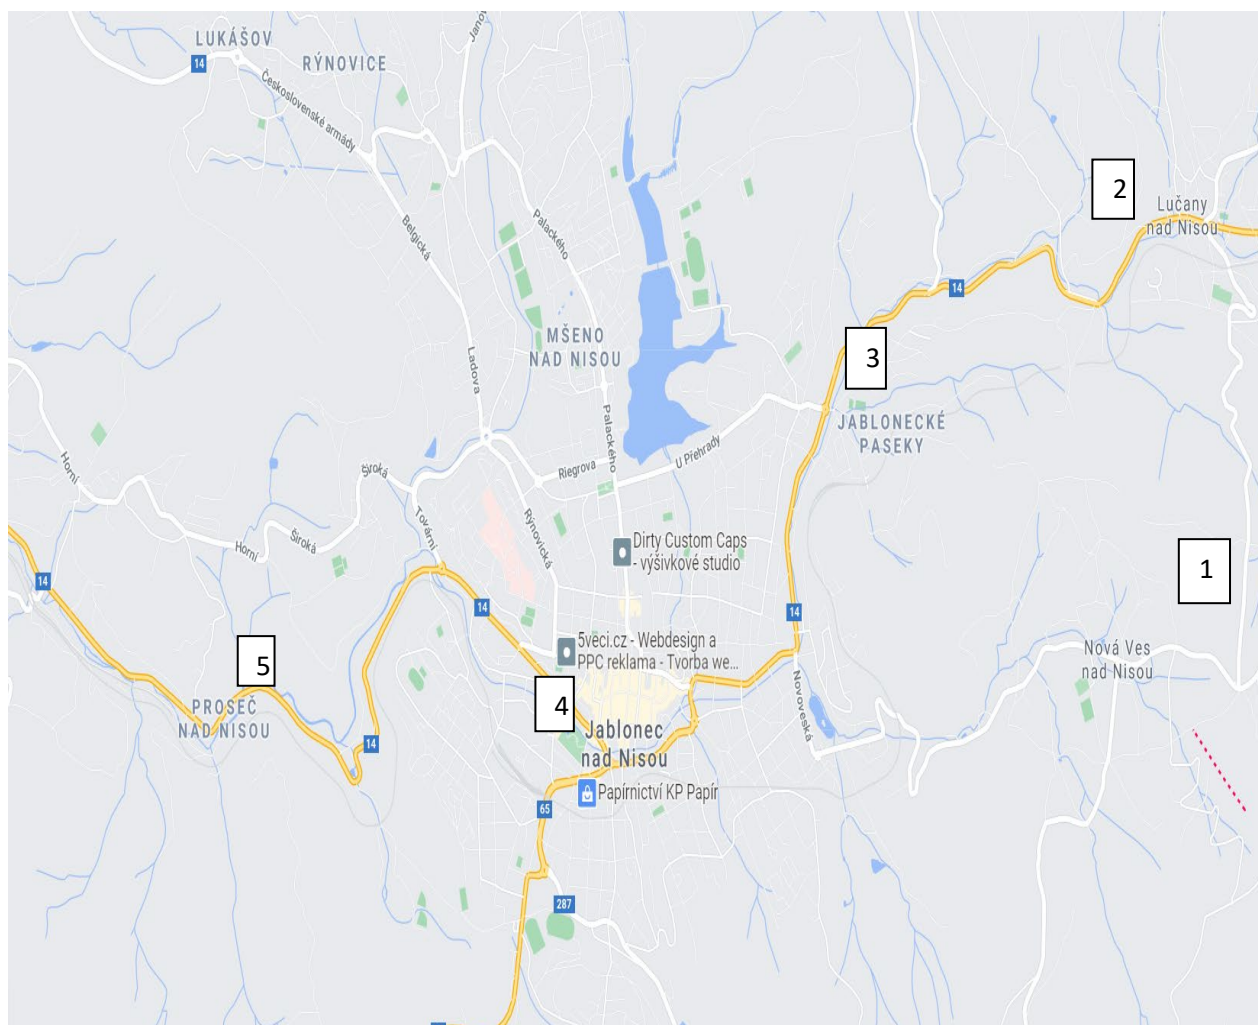 LUKÁŠOV
14
RÝNOVICE
Československé armády
Janov
Belgická
Palackého
2
Lučany
nad Nisou
14
MŠENO
NAD NISOU
Ladova
Palackého
3
JABLONECKÉ
PASEKY
U Přehrady
Riegrova
Horní
Široká
Tovární
Rýnovická
Široká
Horní
Dirty Custom Caps
- výšivkové studio
14
14
14
1
5veci.cz - Webdesign a
PPC reklama - Tvorba we...
Nová Ves
nad Nisou
5
PROSEČ
NAD NISOU
4
Novoveská
14
Jablonec
nad Nisou
Papírnictví KP Papír
65
287